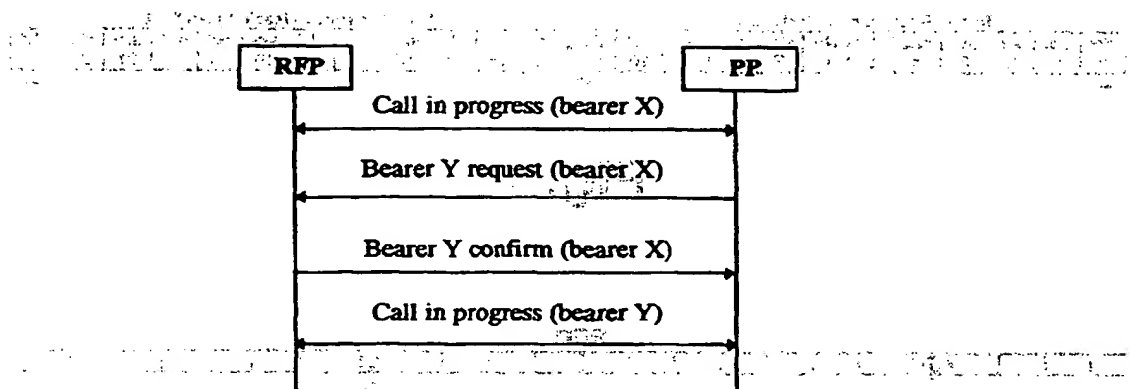 RFP PP
Call in progress (bearer X)
Bearer Y request (bearer X)
Bearer Y confirm (bearer X)
Call in progress (bearer Y)